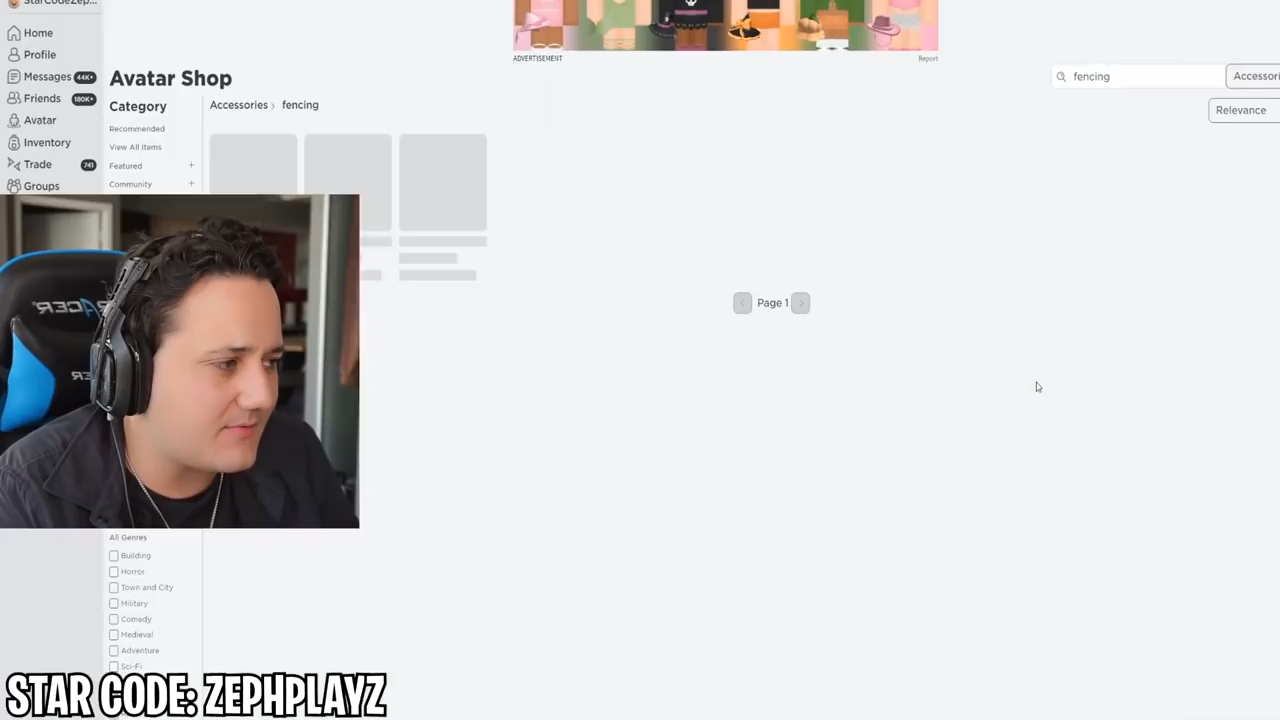 StarCodeZep...
Home
Profile
Messages 44K+
Friends 180K+
Avatar
Inventory
Trade 741
Groups
ADVERTISEMENT
Report
Avatar Shop
fencing
Accessori
Category
Accessories › fencing
Relevance
Recommended
View All Items
Featured +
Community +
Page 1
All Genres
Building
Horror
Town and City
Military
Comedy
Medieval
Adventure
Sci-Fi
STAR CODE: ZEPHPLAYZ